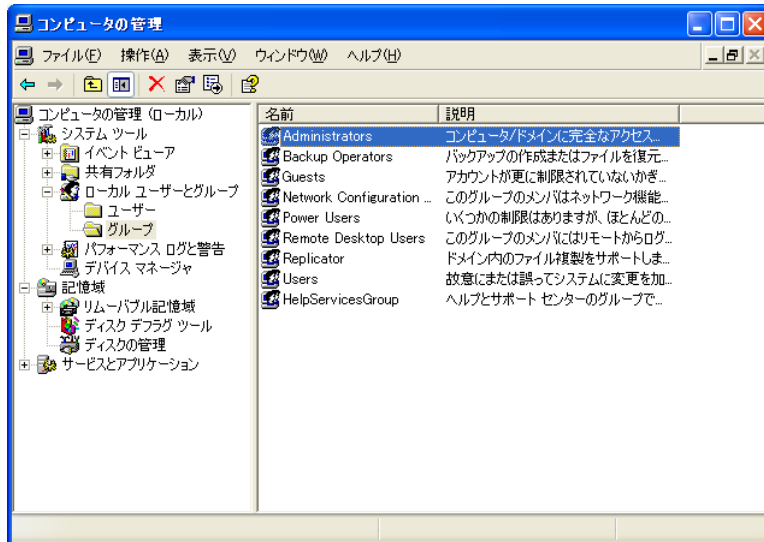 コンピュータの管理
ファイル(F) 操作(A) 表示(V) ウィンドウ(W) ヘルプ(H)
コンピュータの管理 (ローカル)
システム ツール
イベント ビューア
共有フォルダ
ローカル ユーザーとグループ
ユーザー
グループ
パフォーマンス ログと警告
デバイス マネージャ
記憶域
リムーバブル記憶域
ディスク デフラグ ツール
ディスクの管理
サービスとアプリケーション
名前 説明
Administrators コンピュータ/ドメインに完全なアクセス...
Backup Operators バックアップの作成またはファイルを復元...
Guests アカウントが更に制限されていないかぎ...
Network Configuration ... このグループのメンバはネットワーク機能...
Power Users いくつかの制限はありますが、ほとんどの...
Remote Desktop Users このグループのメンバにはリモートからログ...
Replicator ドメイン内のファイル複製をサポートしま...
Users 故意にまたは誤ってシステムに変更を加...
HelpServicesGroup ヘルプとサポート センターのグループで...